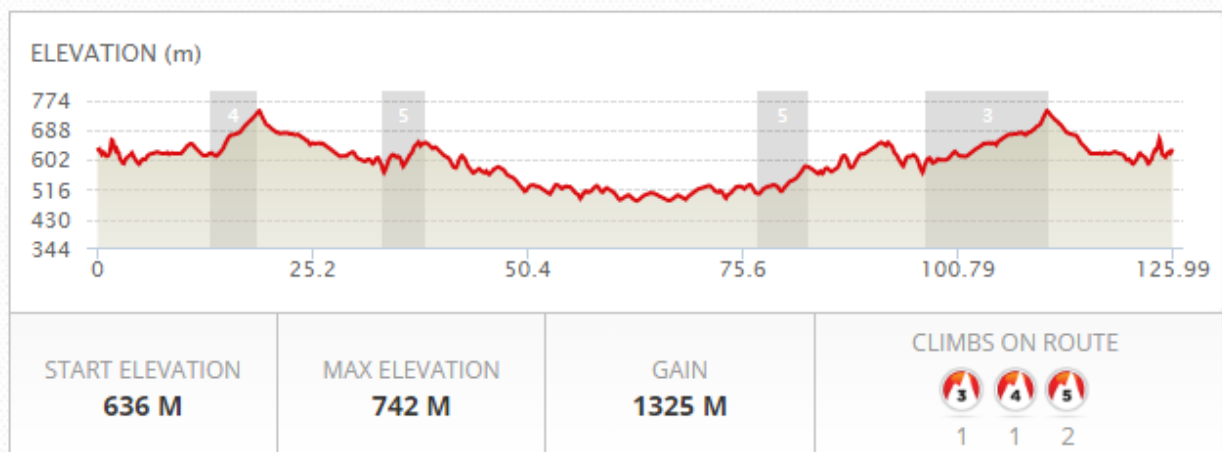 ELEVATION (m)
774
688
602
516
430
344
4
5
5
3
0
25.2
50.4
75.6
100.79
125.99
START ELEVATION
636 M
MAX ELEVATION
742 M
GAIN
1325 M
CLIMBS ON ROUTE
3 4 5
1 1 2